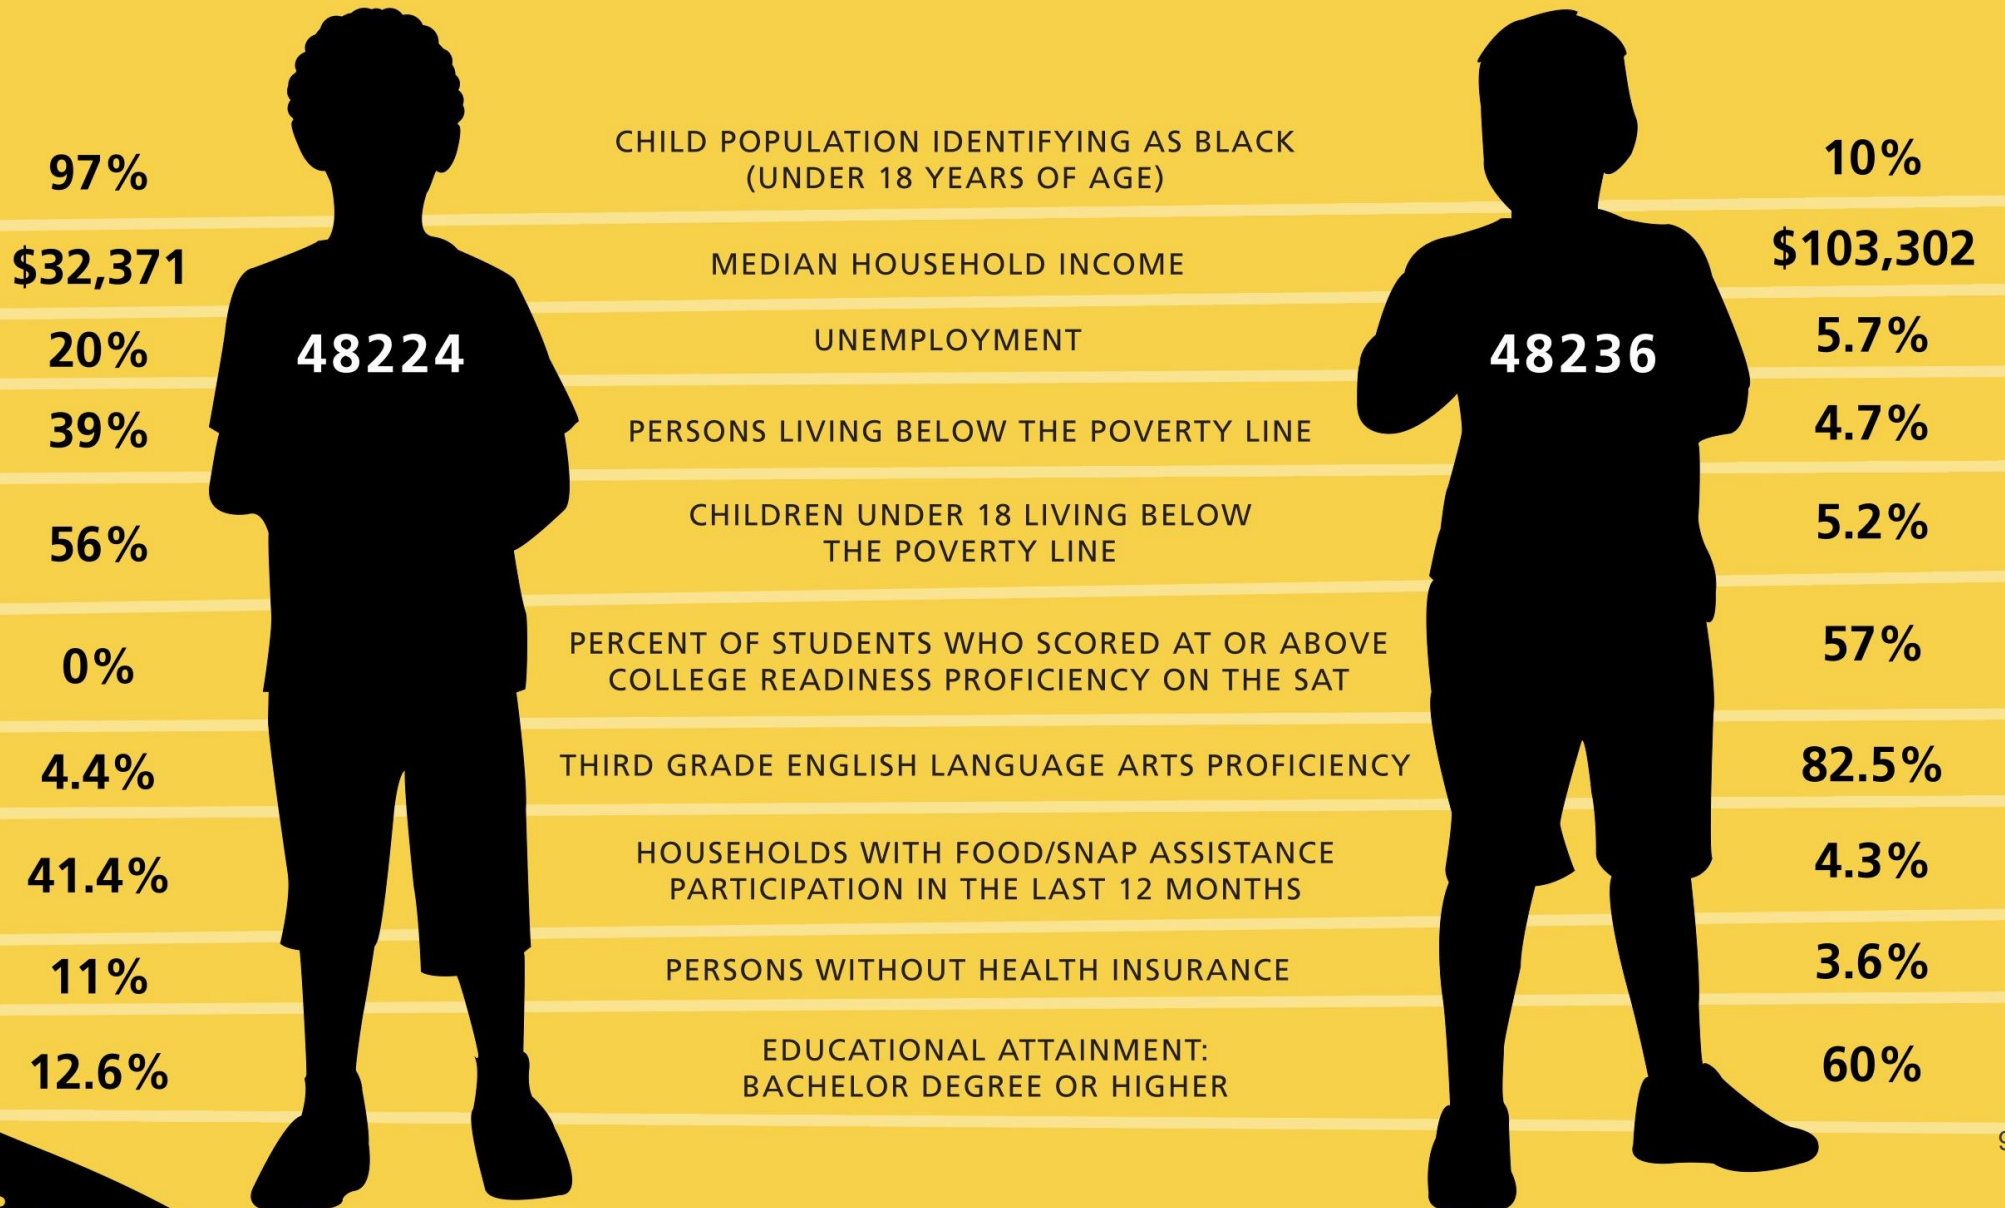 97%
CHILD POPULATION IDENTIFYING AS BLACK
(UNDER 18 YEARS OF AGE)
10%
$32,371
MEDIAN HOUSEHOLD INCOME
$103,302
20%
48224
UNEMPLOYMENT
48236
5.7%
39%
PERSONS LIVING BELOW THE POVERTY LINE
4.7%
56%
CHILDREN UNDER 18 LIVING BELOW
THE POVERTY LINE
5.2%
0%
PERCENT OF STUDENTS WHO SCORED AT OR ABOVE
COLLEGE READINESS PROFICIENCY ON THE SAT
57%
4.4%
THIRD GRADE ENGLISH LANGUAGE ARTS PROFICIENCY
82.5%
41.4%
HOUSEHOLDS WITH FOOD/SNAP ASSISTANCE
PARTICIPATION IN THE LAST 12 MONTHS
4.3%
11%
PERSONS WITHOUT HEALTH INSURANCE
3.6%
12.6%
EDUCATIONAL ATTAINMENT:
BACHELOR DEGREE OR HIGHER
60%